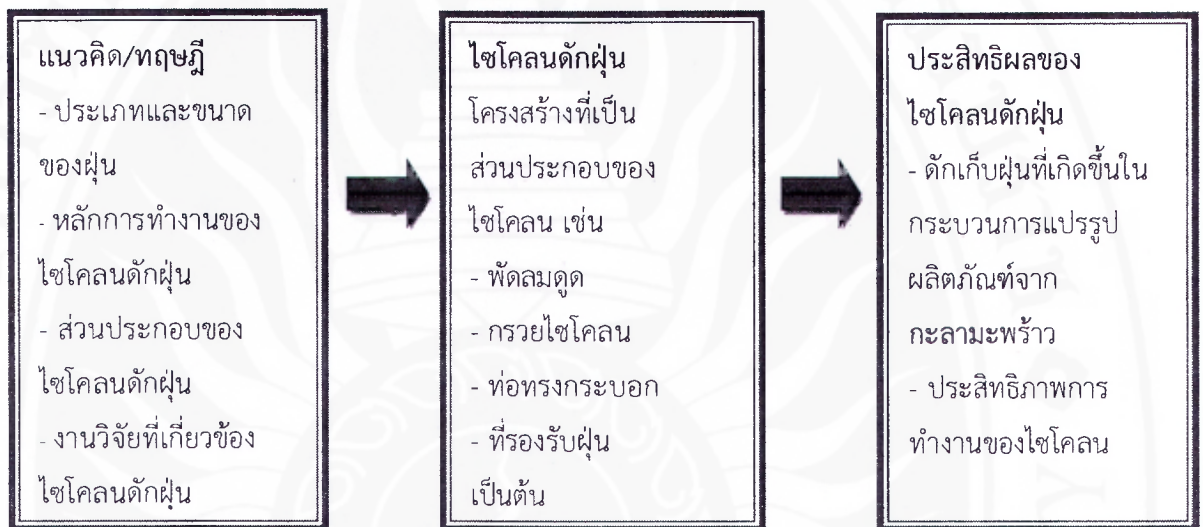 แนวคิด/ทฤษฎี
- ประเภทและขนาด
ของฝุ่น
- หลักการทำงานของ
ไซโคลนดักฝุ่น
- ส่วนประกอบของ
ไซโคลนดักฝุ่น
- งานวิจัยที่เกี่ยวข้อง
ไซโคลนดักฝุ่น
ไซโคลนดักฝุ่น
โครงสร้างที่เป็น
ส่วนประกอบของ
ไซโคลน เช่น
- พัดลมดูด
- กรวยไซโคลน
- ท่อทรงกระบอก
- ที่รองรับฝุ่น
เป็นต้น
ประสิทธิผลของ
ไซโคลนดักฝุ่น
- ดักเก็บฝุ่นที่เกิดขึ้นใน
กระบวนการแปรรูป
ผลิตภัณฑ์จาก
กะลามะพร้าว
- ประสิทธิภาพการ
ทำงานของไซโคลน